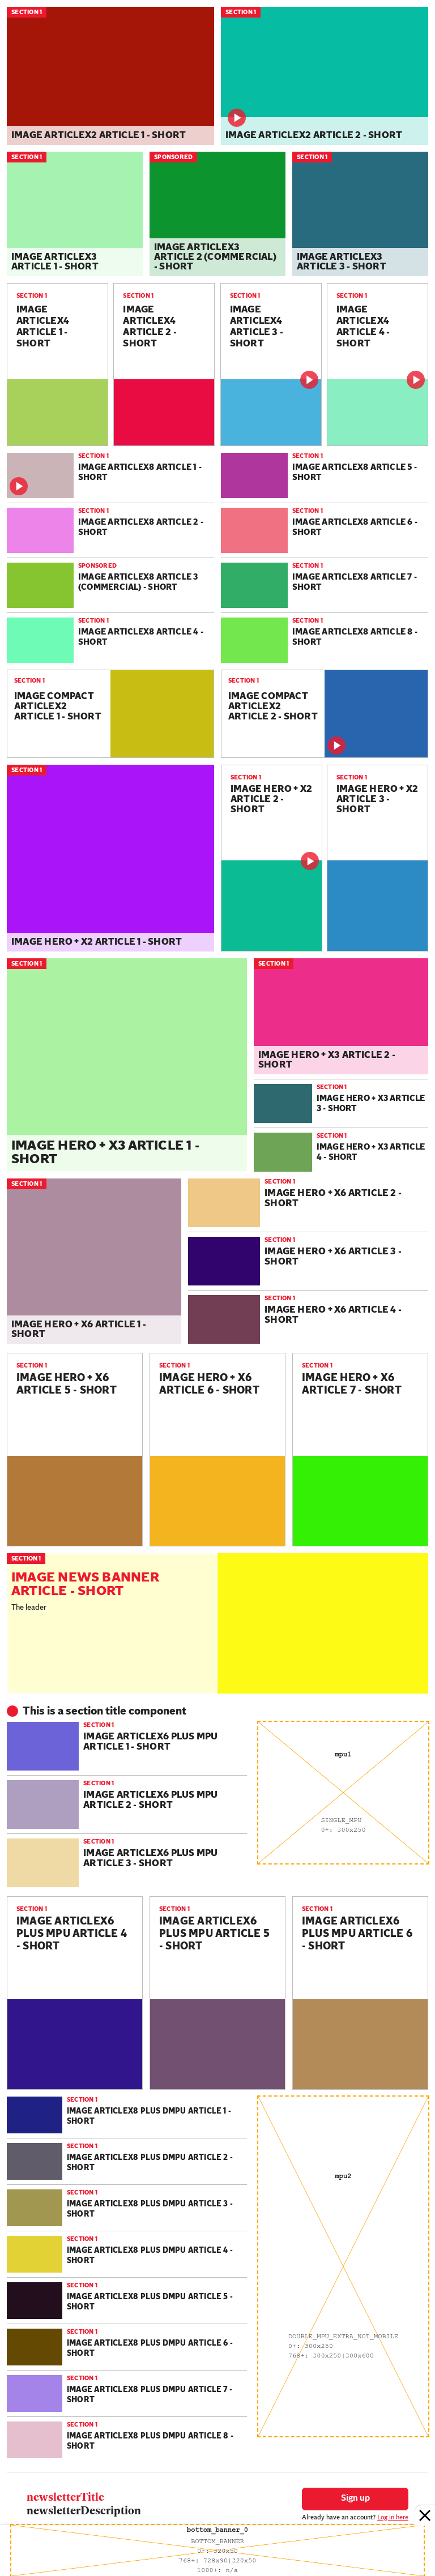 SECTION 1
IMAGE ARTICLEX2 ARTICLE 1 - SHORT
SECTION 1
IMAGE ARTICLEX2 ARTICLE 2 - SHORT
SECTION 1
IMAGE ARTICLEX3
ARTICLE 1 - SHORT
SPONSORED
IMAGE ARTICLEX3
ARTICLE 2 (COMMERCIAL)
- SHORT
SECTION 1
IMAGE ARTICLEX3
ARTICLE 3 - SHORT
SECTION 1
IMAGE
ARTICLEX4
ARTICLE 1 -
SHORT
SECTION 1
IMAGE
ARTICLEX4
ARTICLE 2 -
SHORT
SECTION 1
IMAGE
ARTICLEX4
ARTICLE 3 -
SHORT
SECTION 1
IMAGE
ARTICLEX4
ARTICLE 4 -
SHORT
SECTION 1
IMAGE ARTICLEX8 ARTICLE 1 -
SHORT
SECTION 1
IMAGE ARTICLEX8 ARTICLE 5 -
SHORT
SECTION 1
IMAGE ARTICLEX8 ARTICLE 2 -
SHORT
SECTION 1
IMAGE ARTICLEX8 ARTICLE 6 -
SHORT
SPONSORED
IMAGE ARTICLEX8 ARTICLE 3
(COMMERCIAL) - SHORT
SECTION 1
IMAGE ARTICLEX8 ARTICLE 7 -
SHORT
SECTION 1
IMAGE ARTICLEX8 ARTICLE 4 -
SHORT
SECTION 1
IMAGE ARTICLEX8 ARTICLE 8 -
SHORT
SECTION 1
IMAGE COMPACT
ARTICLEX2
ARTICLE 1 - SHORT
SECTION 1
IMAGE COMPACT
ARTICLEX2
ARTICLE 2 - SHORT
SECTION 1
IMAGE HERO + X2 ARTICLE 1 - SHORT
SECTION 1
IMAGE HERO + X2
ARTICLE 2 -
SHORT
SECTION 1
IMAGE HERO + X2
ARTICLE 3 -
SHORT
SECTION 1
IMAGE HERO + X3 ARTICLE 1 -
SHORT
SECTION 1
IMAGE HERO + X3 ARTICLE 2 -
SHORT
SECTION 1
IMAGE HERO + X3 ARTICLE
3 - SHORT
SECTION 1
IMAGE HERO + X3 ARTICLE
4 - SHORT
SECTION 1
IMAGE HERO + X6 ARTICLE 1 -
SHORT
SECTION 1
IMAGE HERO + X6 ARTICLE 2 -
SHORT
SECTION 1
IMAGE HERO + X6 ARTICLE 3 -
SHORT
SECTION 1
IMAGE HERO + X6 ARTICLE 4 -
SHORT
SECTION 1
IMAGE HERO + X6
ARTICLE 5 - SHORT
SECTION 1
IMAGE HERO + X6
ARTICLE 6 - SHORT
SECTION 1
IMAGE HERO + X6
ARTICLE 7 - SHORT
SECTION 1
IMAGE NEWS BANNER
ARTICLE - SHORT
The leader
This is a section title component
SECTION 1
IMAGE ARTICLEX6 PLUS MPU
ARTICLE 1 - SHORT
SECTION 1
IMAGE ARTICLEX6 PLUS MPU
ARTICLE 2 - SHORT
SECTION 1
IMAGE ARTICLEX6 PLUS MPU
ARTICLE 3 - SHORT
mpu1
SINGLE_MPU
0+: 300x250
SECTION 1
IMAGE ARTICLEX6
PLUS MPU ARTICLE 4
- SHORT
SECTION 1
IMAGE ARTICLEX6
PLUS MPU ARTICLE 5
- SHORT
SECTION 1
IMAGE ARTICLEX6
PLUS MPU ARTICLE 6
- SHORT
SECTION 1
IMAGE ARTICLEX8 PLUS DMPU ARTICLE 1 -
SHORT
SECTION 1
IMAGE ARTICLEX8 PLUS DMPU ARTICLE 2 -
SHORT
SECTION 1
IMAGE ARTICLEX8 PLUS DMPU ARTICLE 3 -
SHORT
SECTION 1
IMAGE ARTICLEX8 PLUS DMPU ARTICLE 4 -
SHORT
SECTION 1
IMAGE ARTICLEX8 PLUS DMPU ARTICLE 5 -
SHORT
SECTION 1
IMAGE ARTICLEX8 PLUS DMPU ARTICLE 6 -
SHORT
SECTION 1
IMAGE ARTICLEX8 PLUS DMPU ARTICLE 7 -
SHORT
SECTION 1
IMAGE ARTICLEX8 PLUS DMPU ARTICLE 8 -
SHORT
mpu2
DOUBLE_MPU_EXTRA_NOT_MOBILE
0+: 300x250
768+: 300x250|300x600
newsletterTitle
newsletterDescription
Sign up
Already have an account? Log in here
bottom_banner_0
BOTTOM_BANNER
0+: 320x50
768+: 728x90|320x50
1000+: n/a